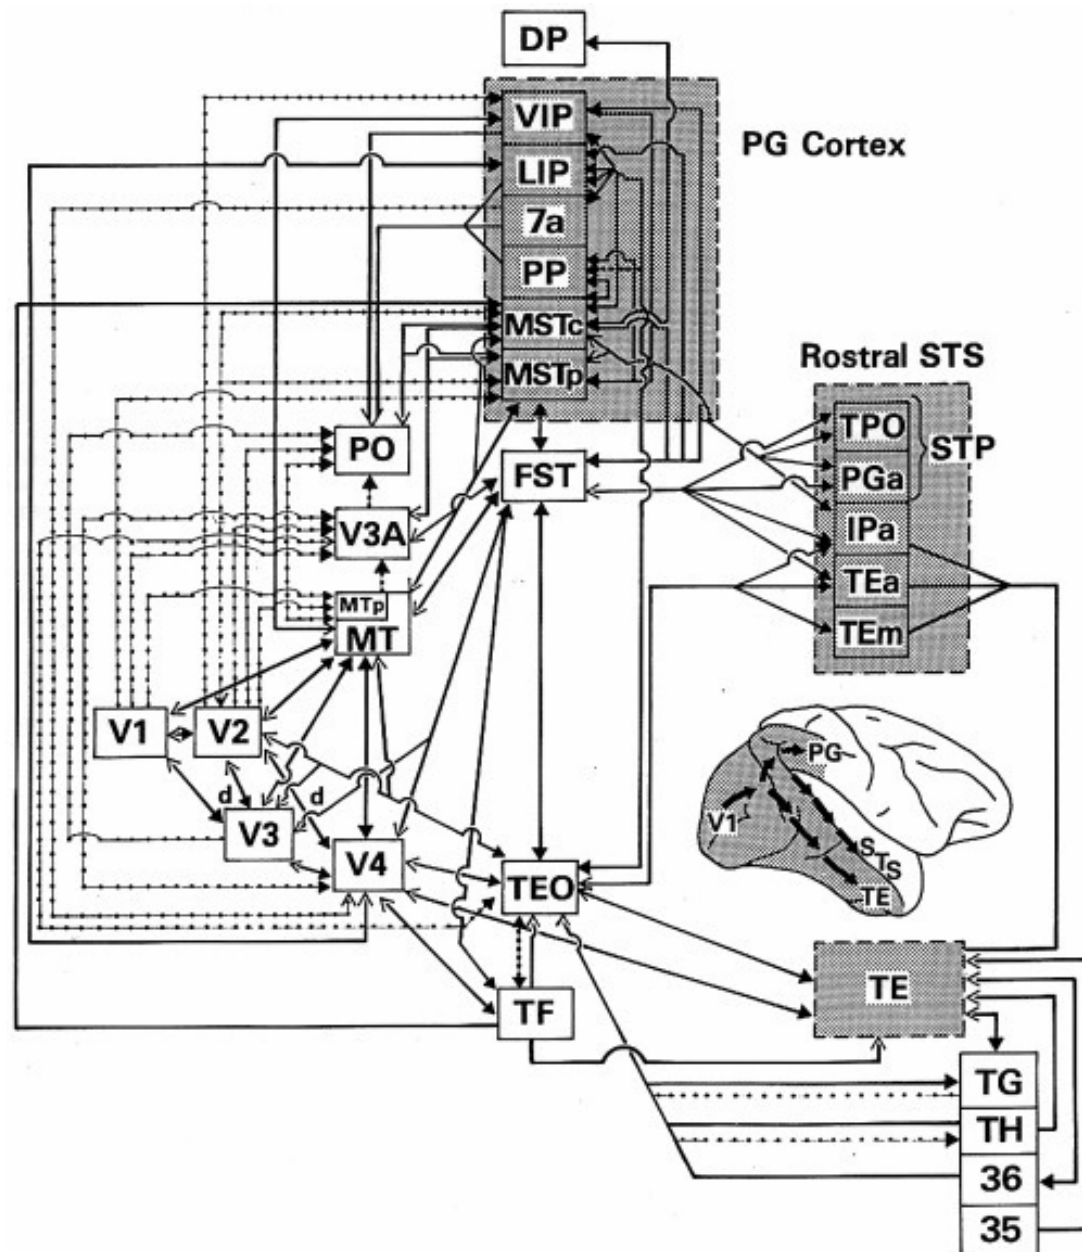 DP
VIP
PG Cortex
LIP
7a
PP
MSTc
Rostral STS
MSTp
TPO
STP
PO
FST
PGa
V3A
IPa
TEa
MTp
MT
TEm
V1
V2
PG
d
d
V1
V3
V4
STS
TEO
TE
TE
TF
TG
TH
36
35